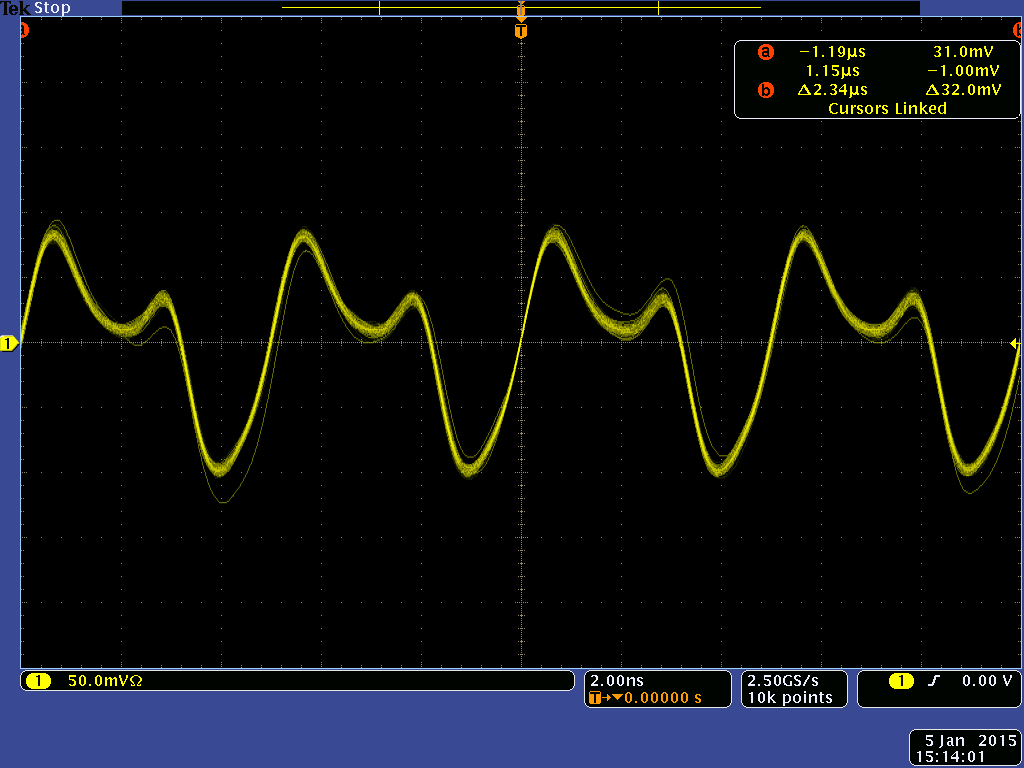 Tek Stop
T
a
T
b
a −1.19µs 31.0mV
1.15µs −1.00mV
b Δ2.34µs Δ32.0mV
Cursors Linked
1
1 50.0mVΩ
2.00ns
T→▼0.00000 s
2.50GS/s
10k points
1 0.00 V
5 Jan 2015
15:14:01